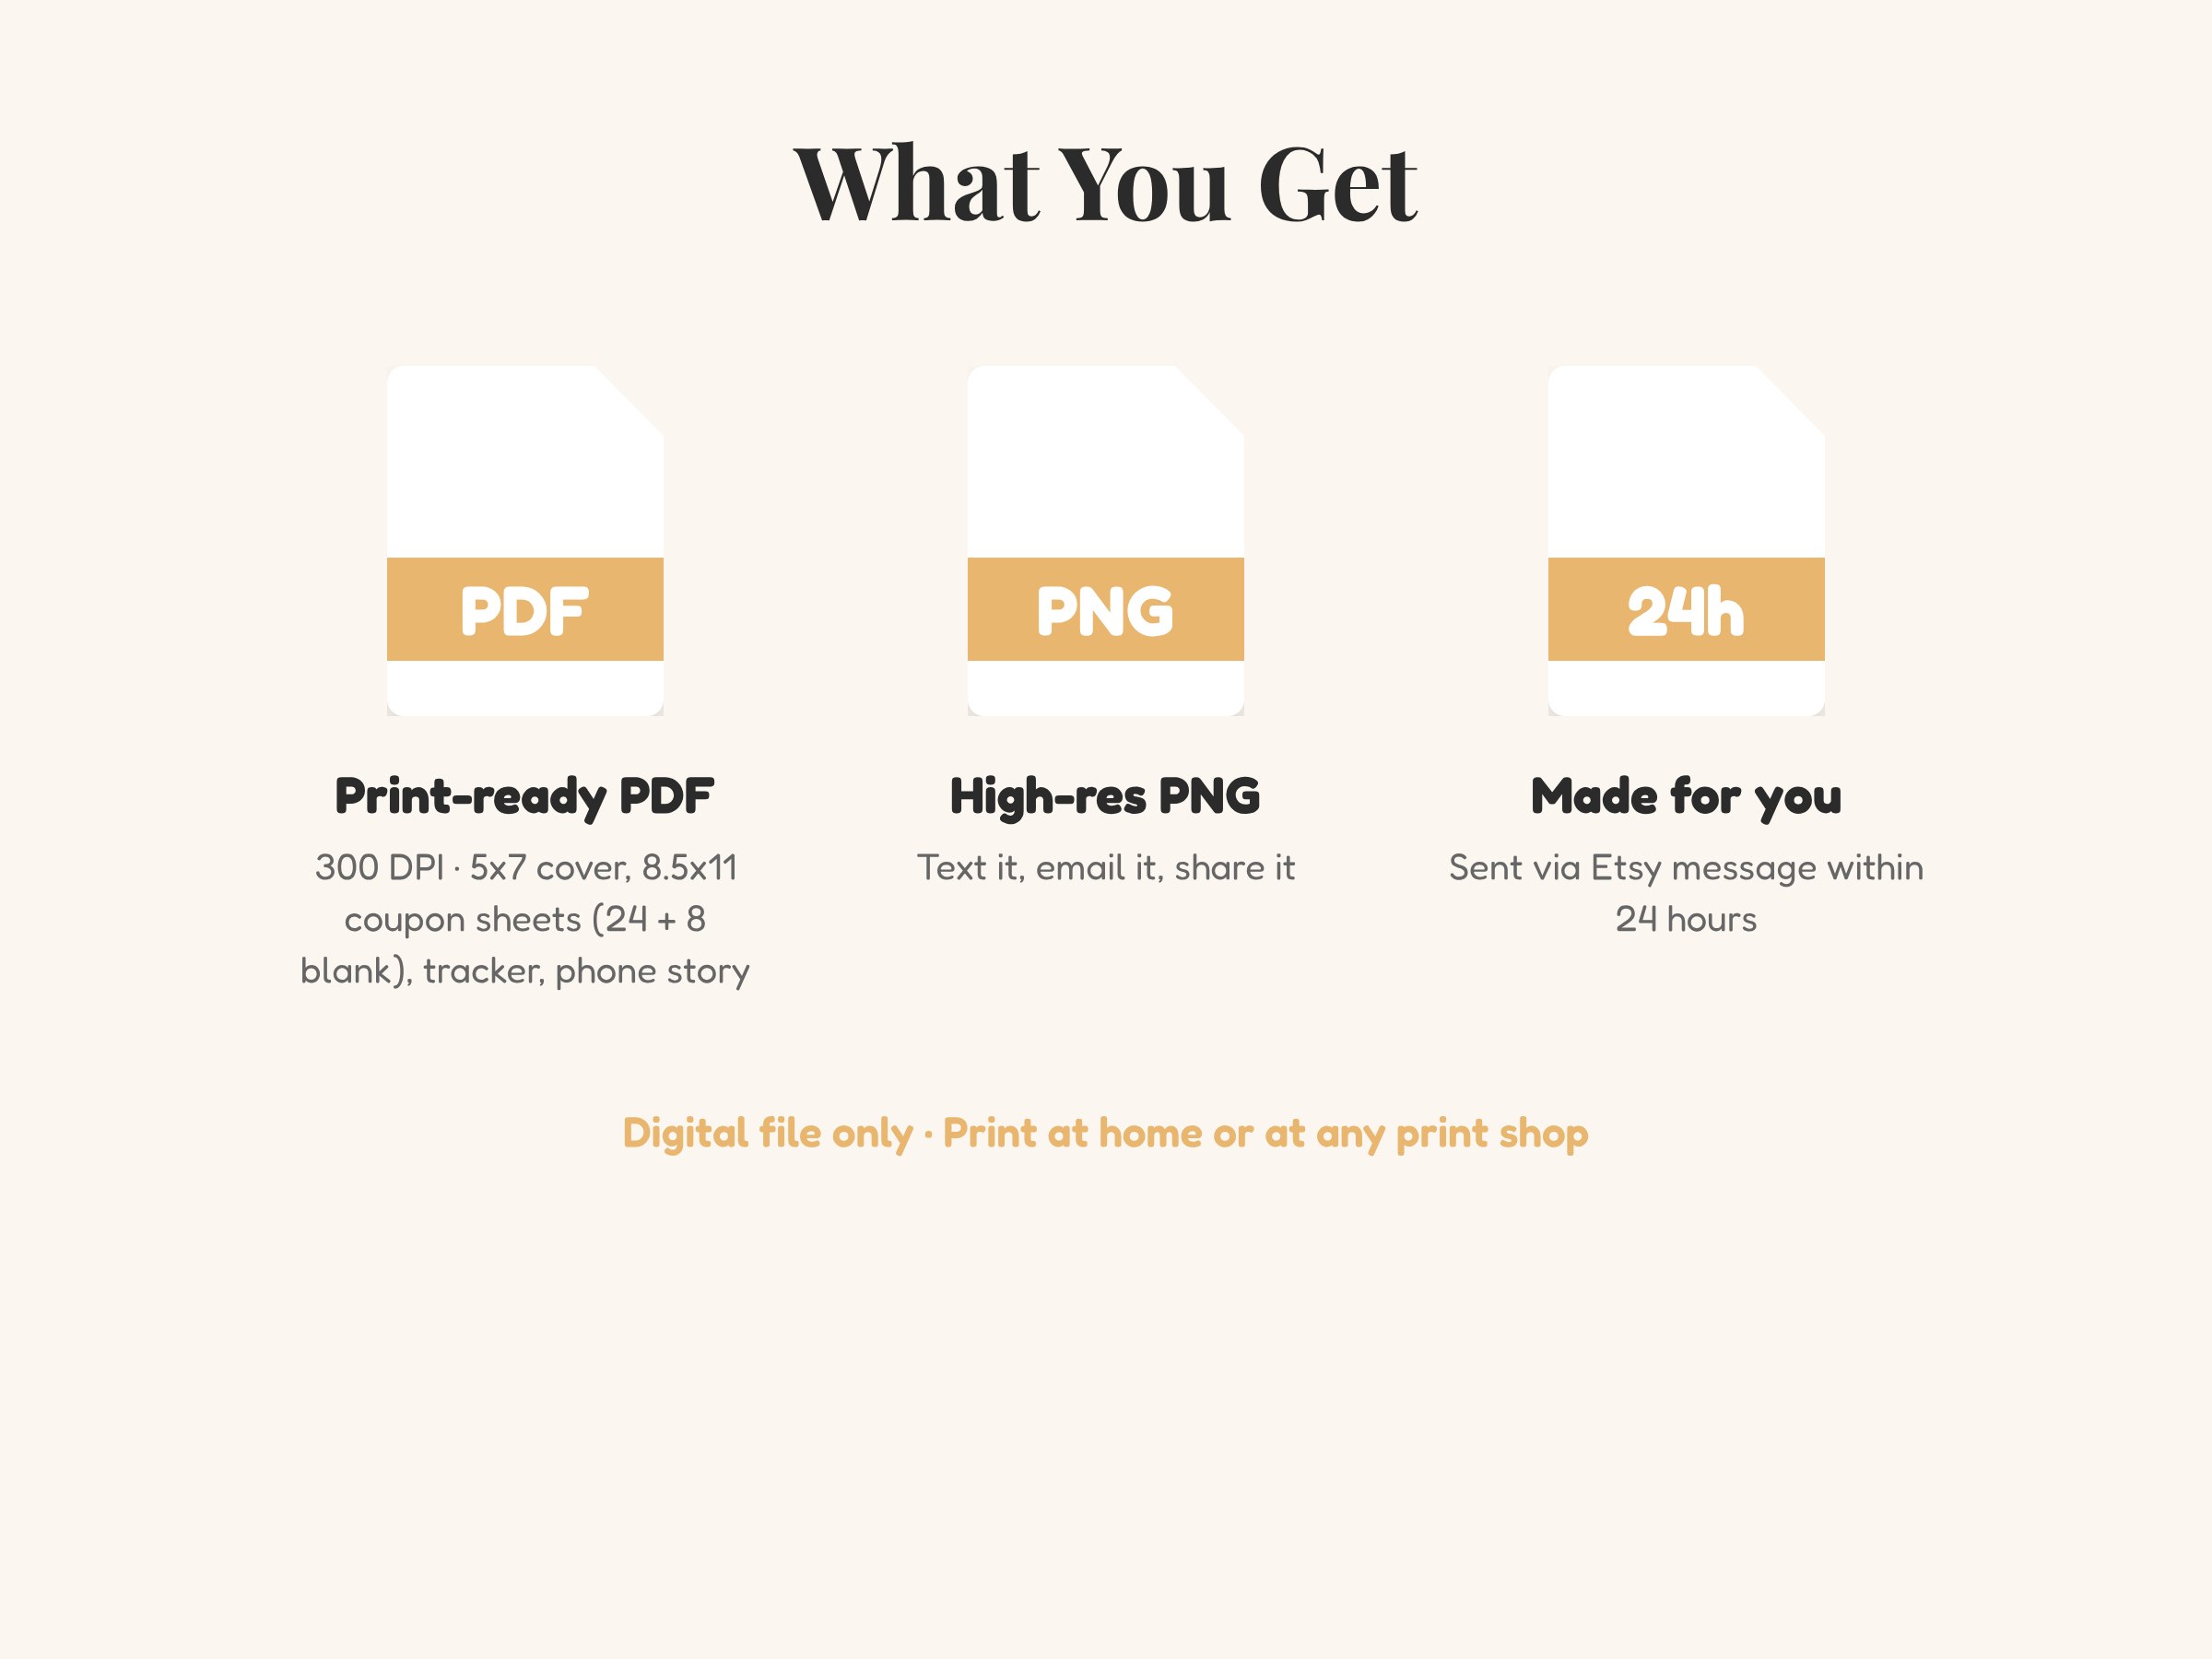 What You Get
PDF
PNG
24h
Print-ready PDF
300 DPI · 5x7 cover, 8.5x11
coupon sheets (24 + 8
blank), tracker, phone story
High-res PNG
Text it, email it, share it
Made for you
Sent via Etsy message within
24 hours
Digital file only · Print at home or at any print shop